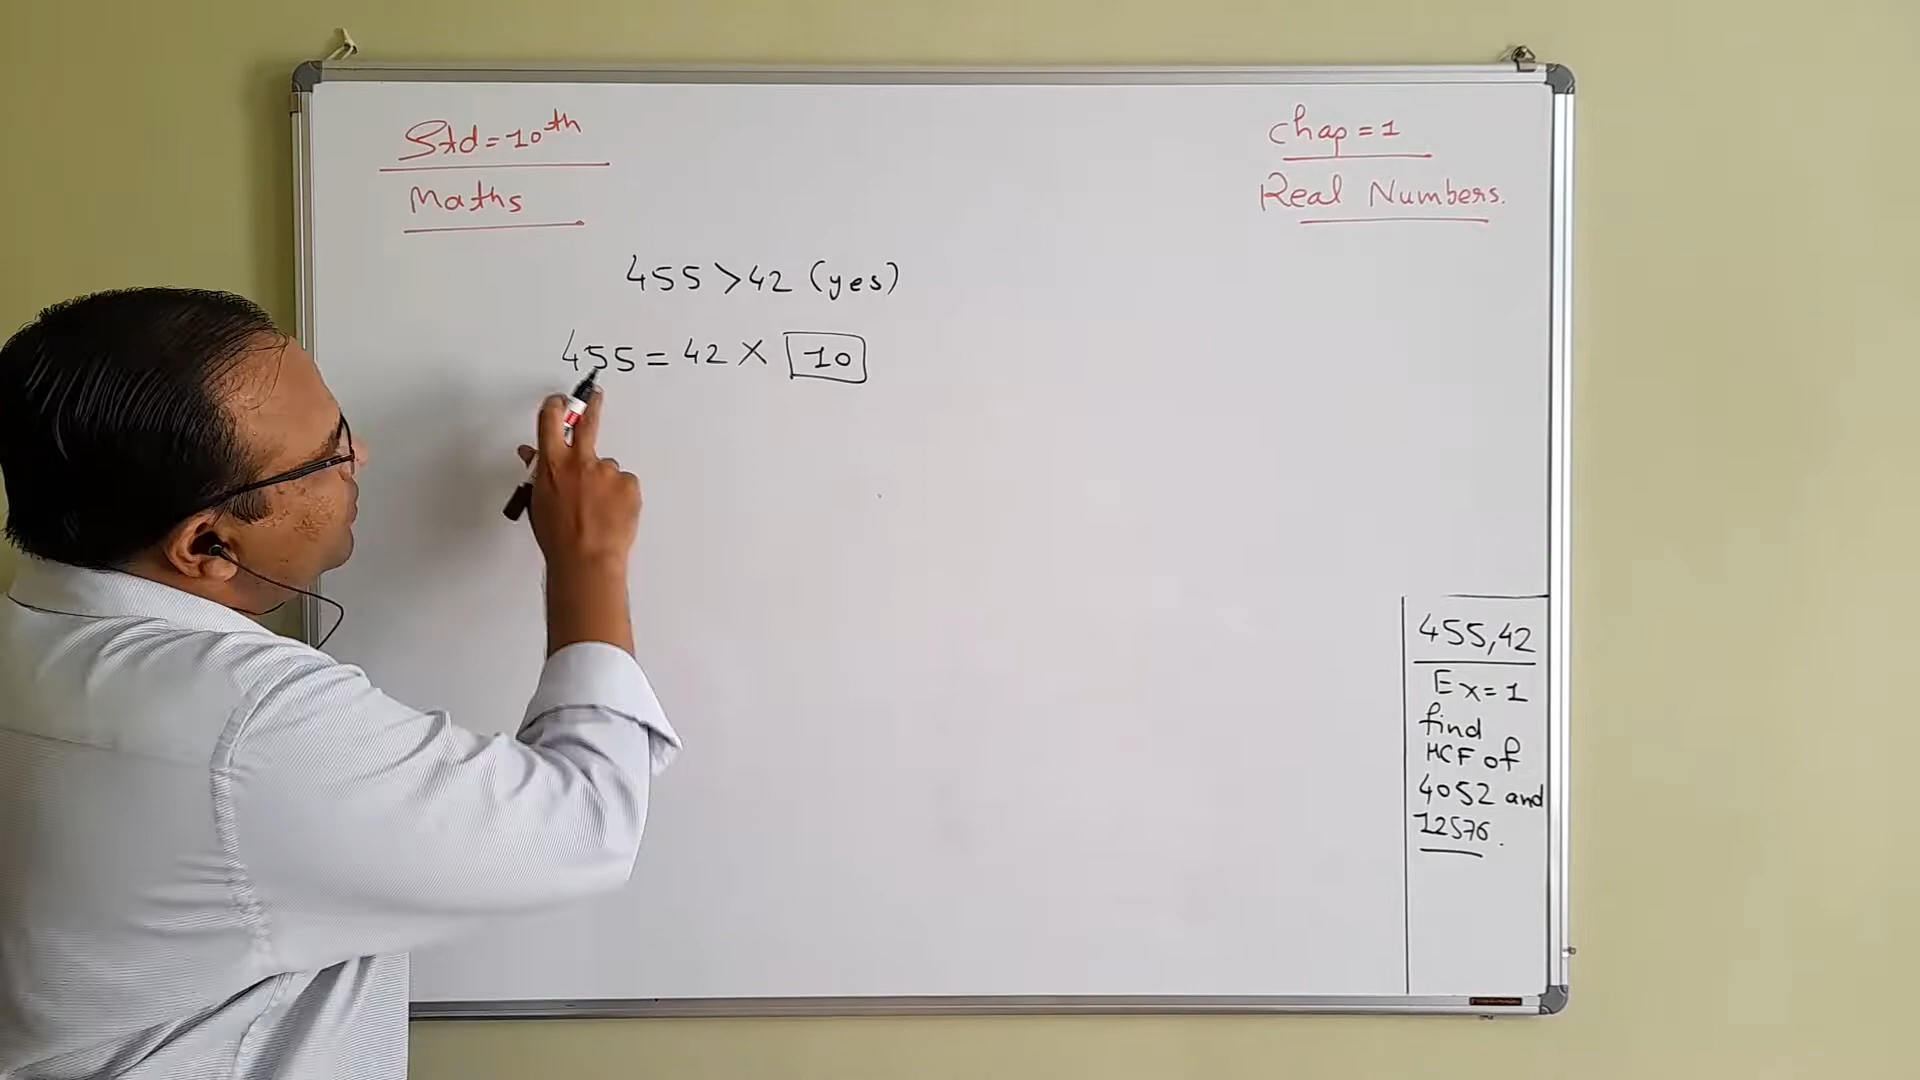 Std=10th
Maths
Chap=1
Real Numbers.
455>42 (yes)
455=42× 10
455,42
Ex=1
find
HCF of
4052 and
12576.